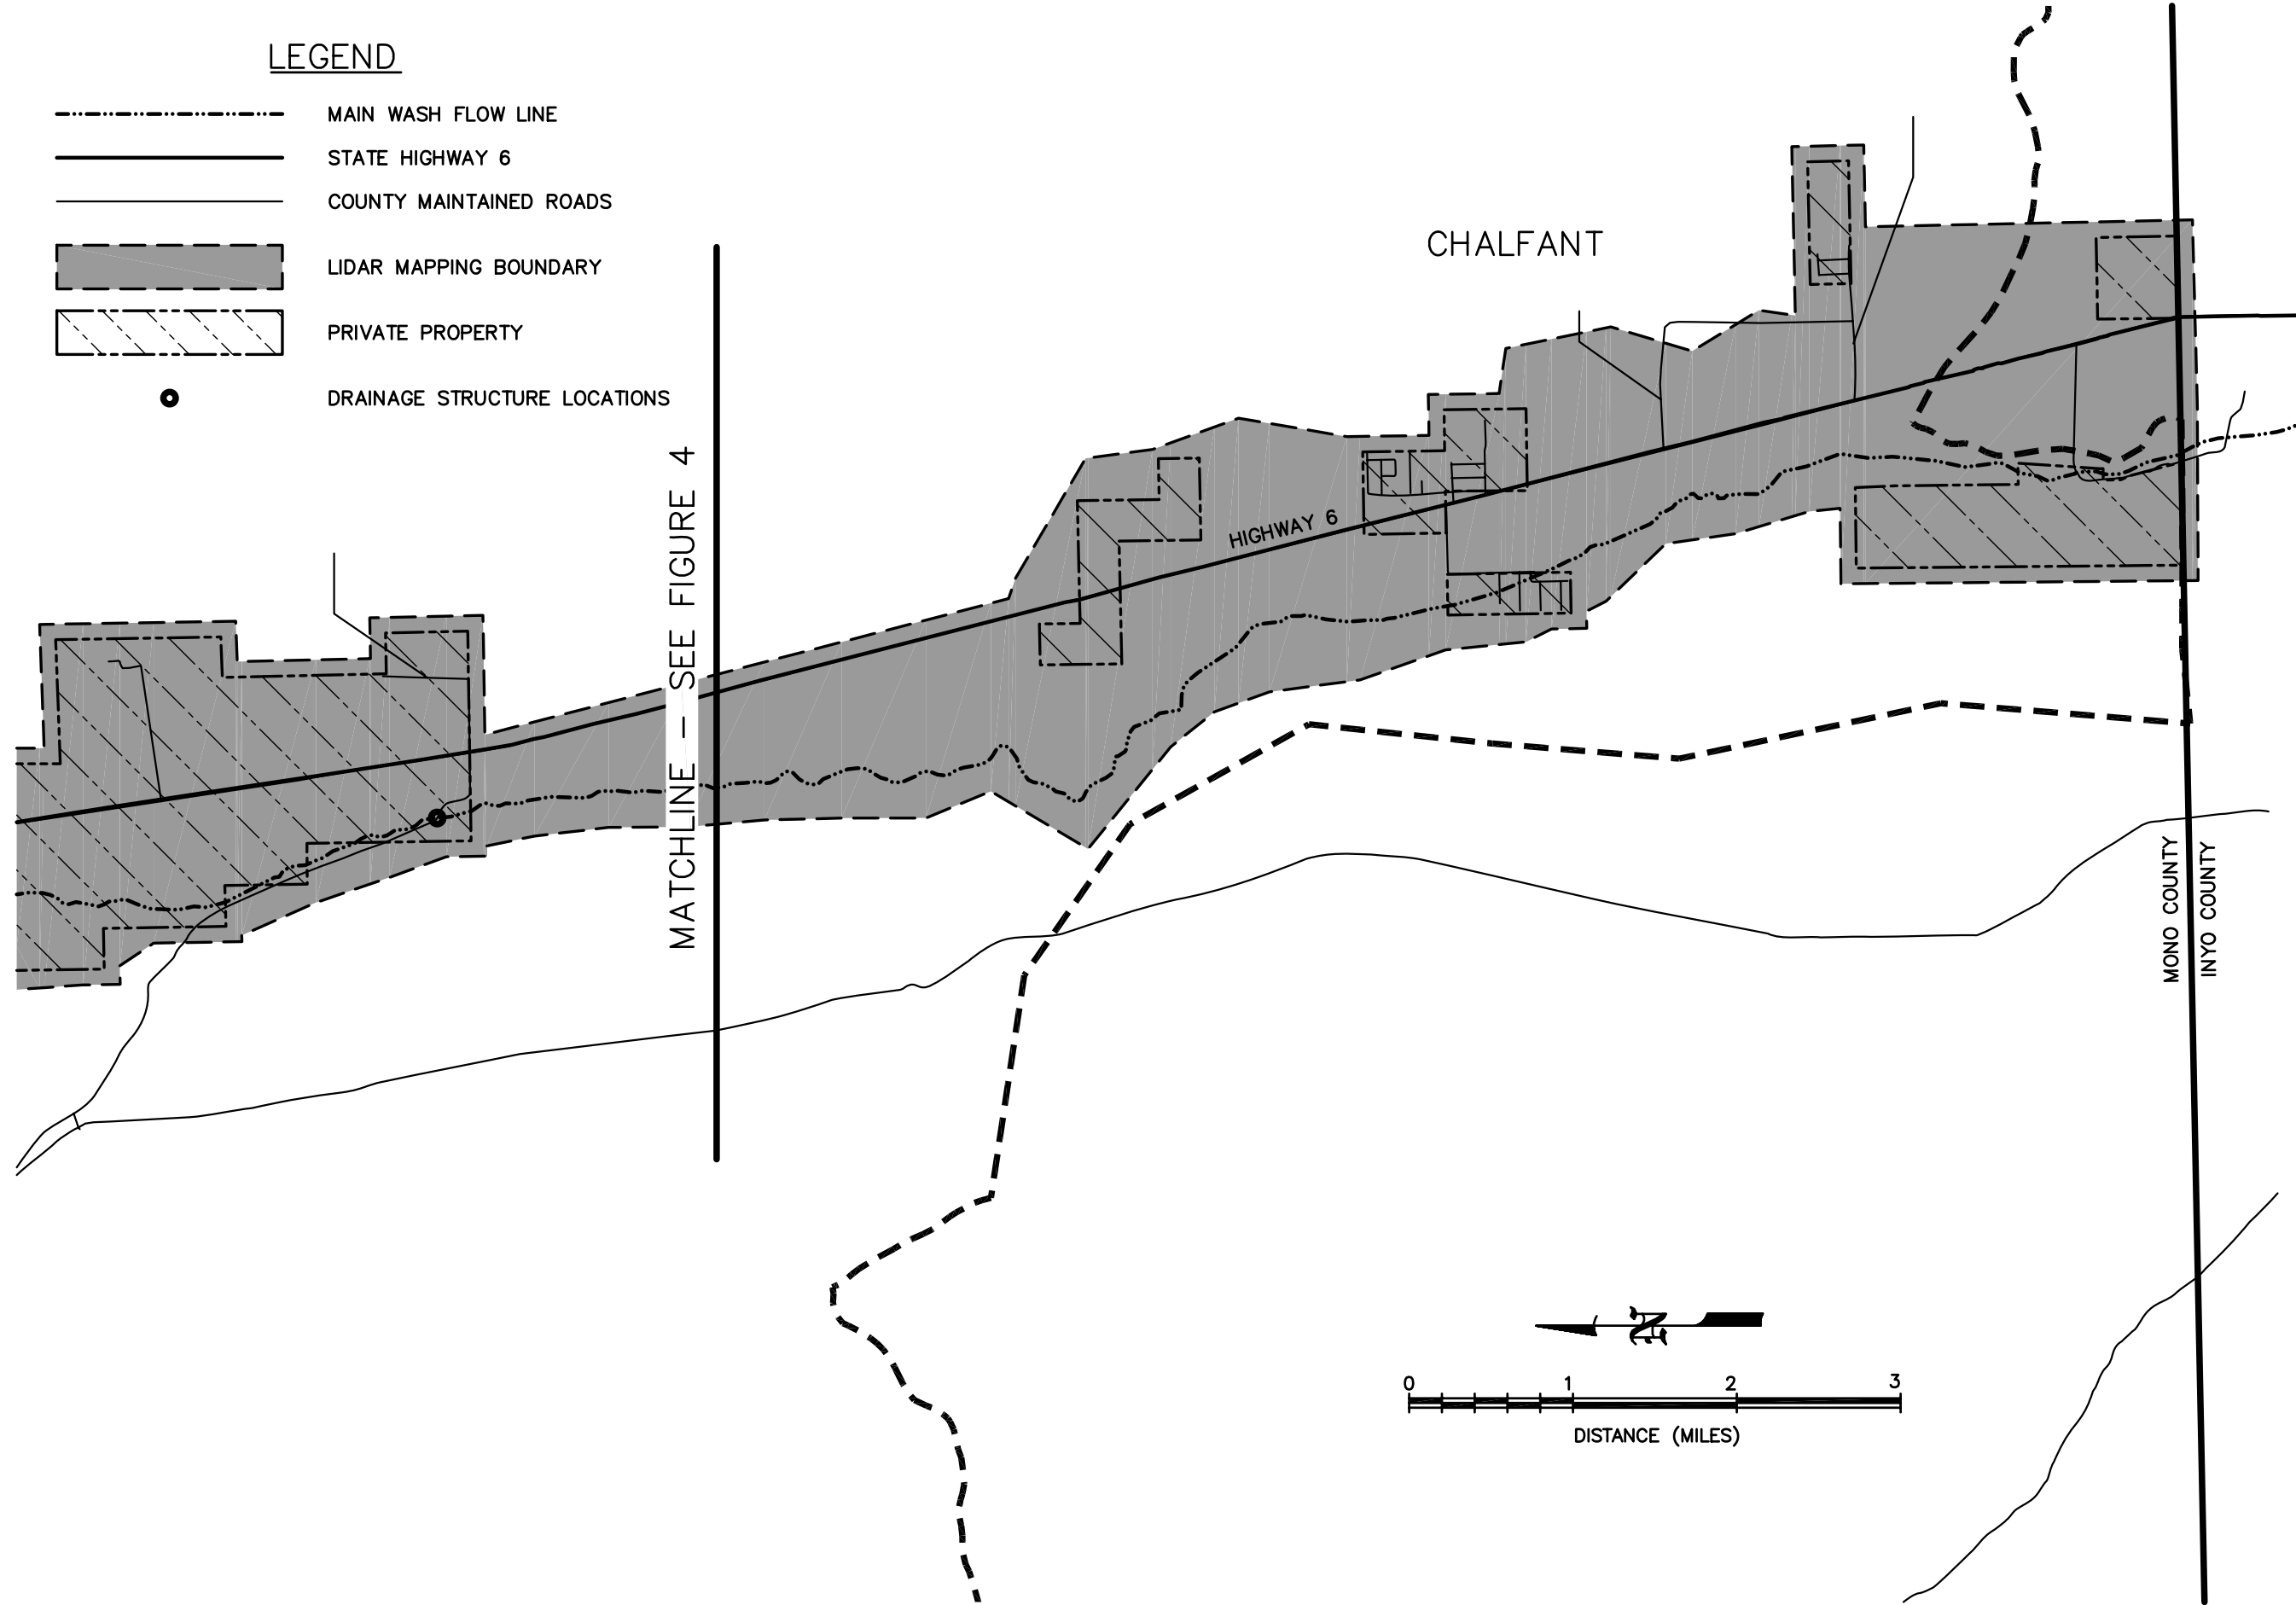 LEGEND
MAIN WASH FLOW LINE
STATE HIGHWAY 6
COUNTY MAINTAINED ROADS
LIDAR MAPPING BOUNDARY
PRIVATE PROPERTY
DRAINAGE STRUCTURE LOCATIONS
MATCHLINE – SEE FIGURE 4
CHALFANT
HIGHWAY 6
MONO COUNTY
INYO COUNTY
N
0 1 2 3
DISTANCE (MILES)